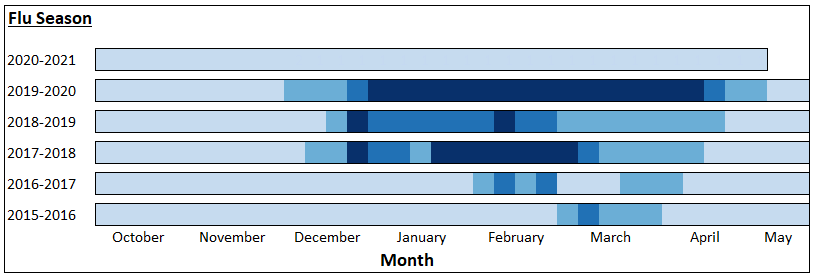 Flu Season
2020-2021
2019-2020
2018-2019
2017-2018
2016-2017
2015-2016
October November December January February March April May
Month